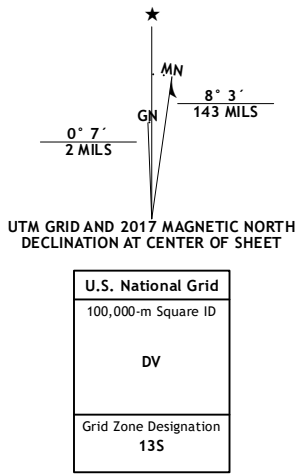 ★
MN
8° 3´
143 MILS
GN
0° 7´
2 MILS
UTM GRID AND 2017 MAGNETIC NORTH
DECLINATION AT CENTER OF SHEET
U.S. National Grid
100,000-m Square ID
DV
Grid Zone Designation
13S